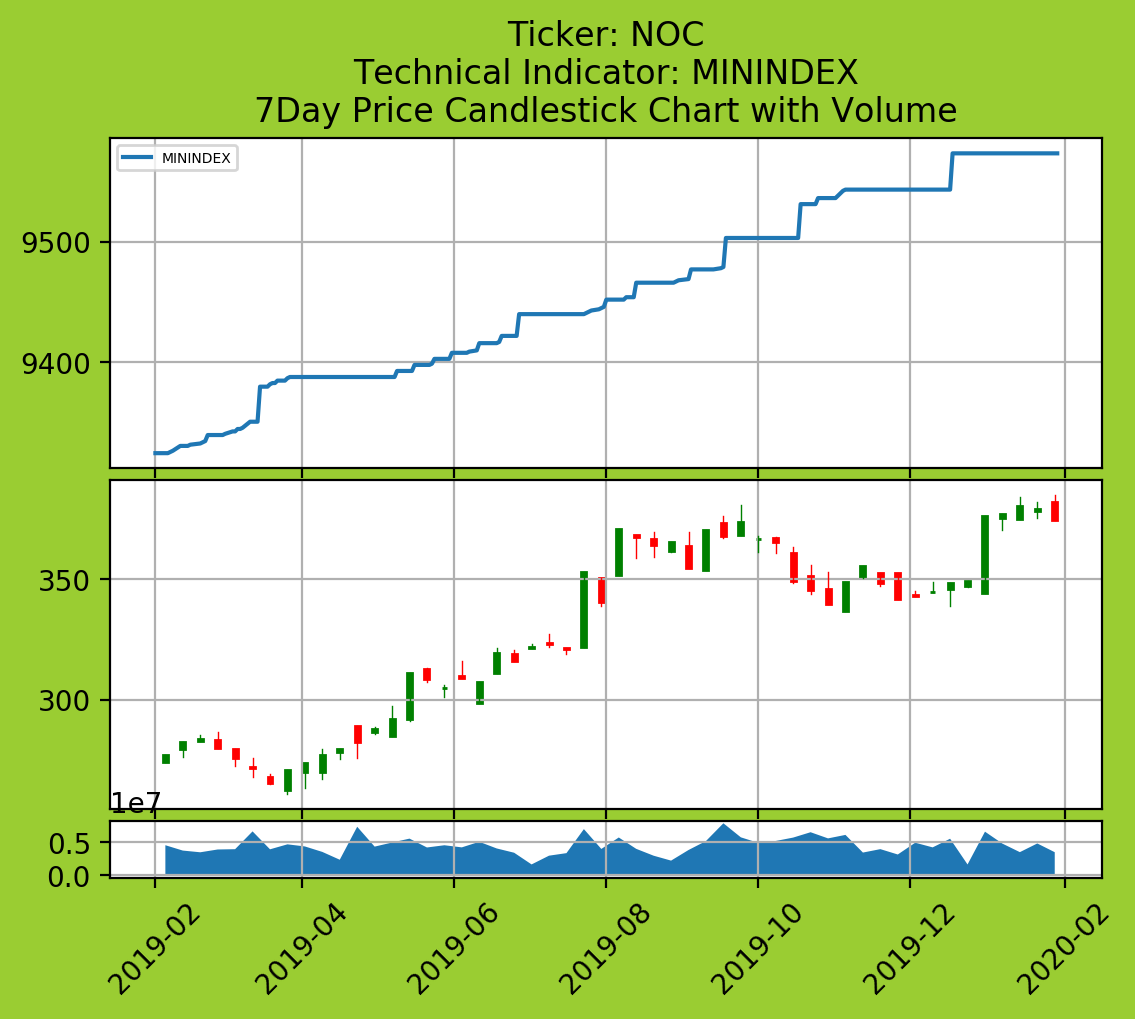 Ticker: NOC
Technical Indicator: MININDEX
7Day Price Candlestick Chart with Volume
MININDEX
9500
9400
350
300
1e7
0.5
0.0
2019-02
2019-04
2019-06
2019-08
2019-10
2019-12
2020-02